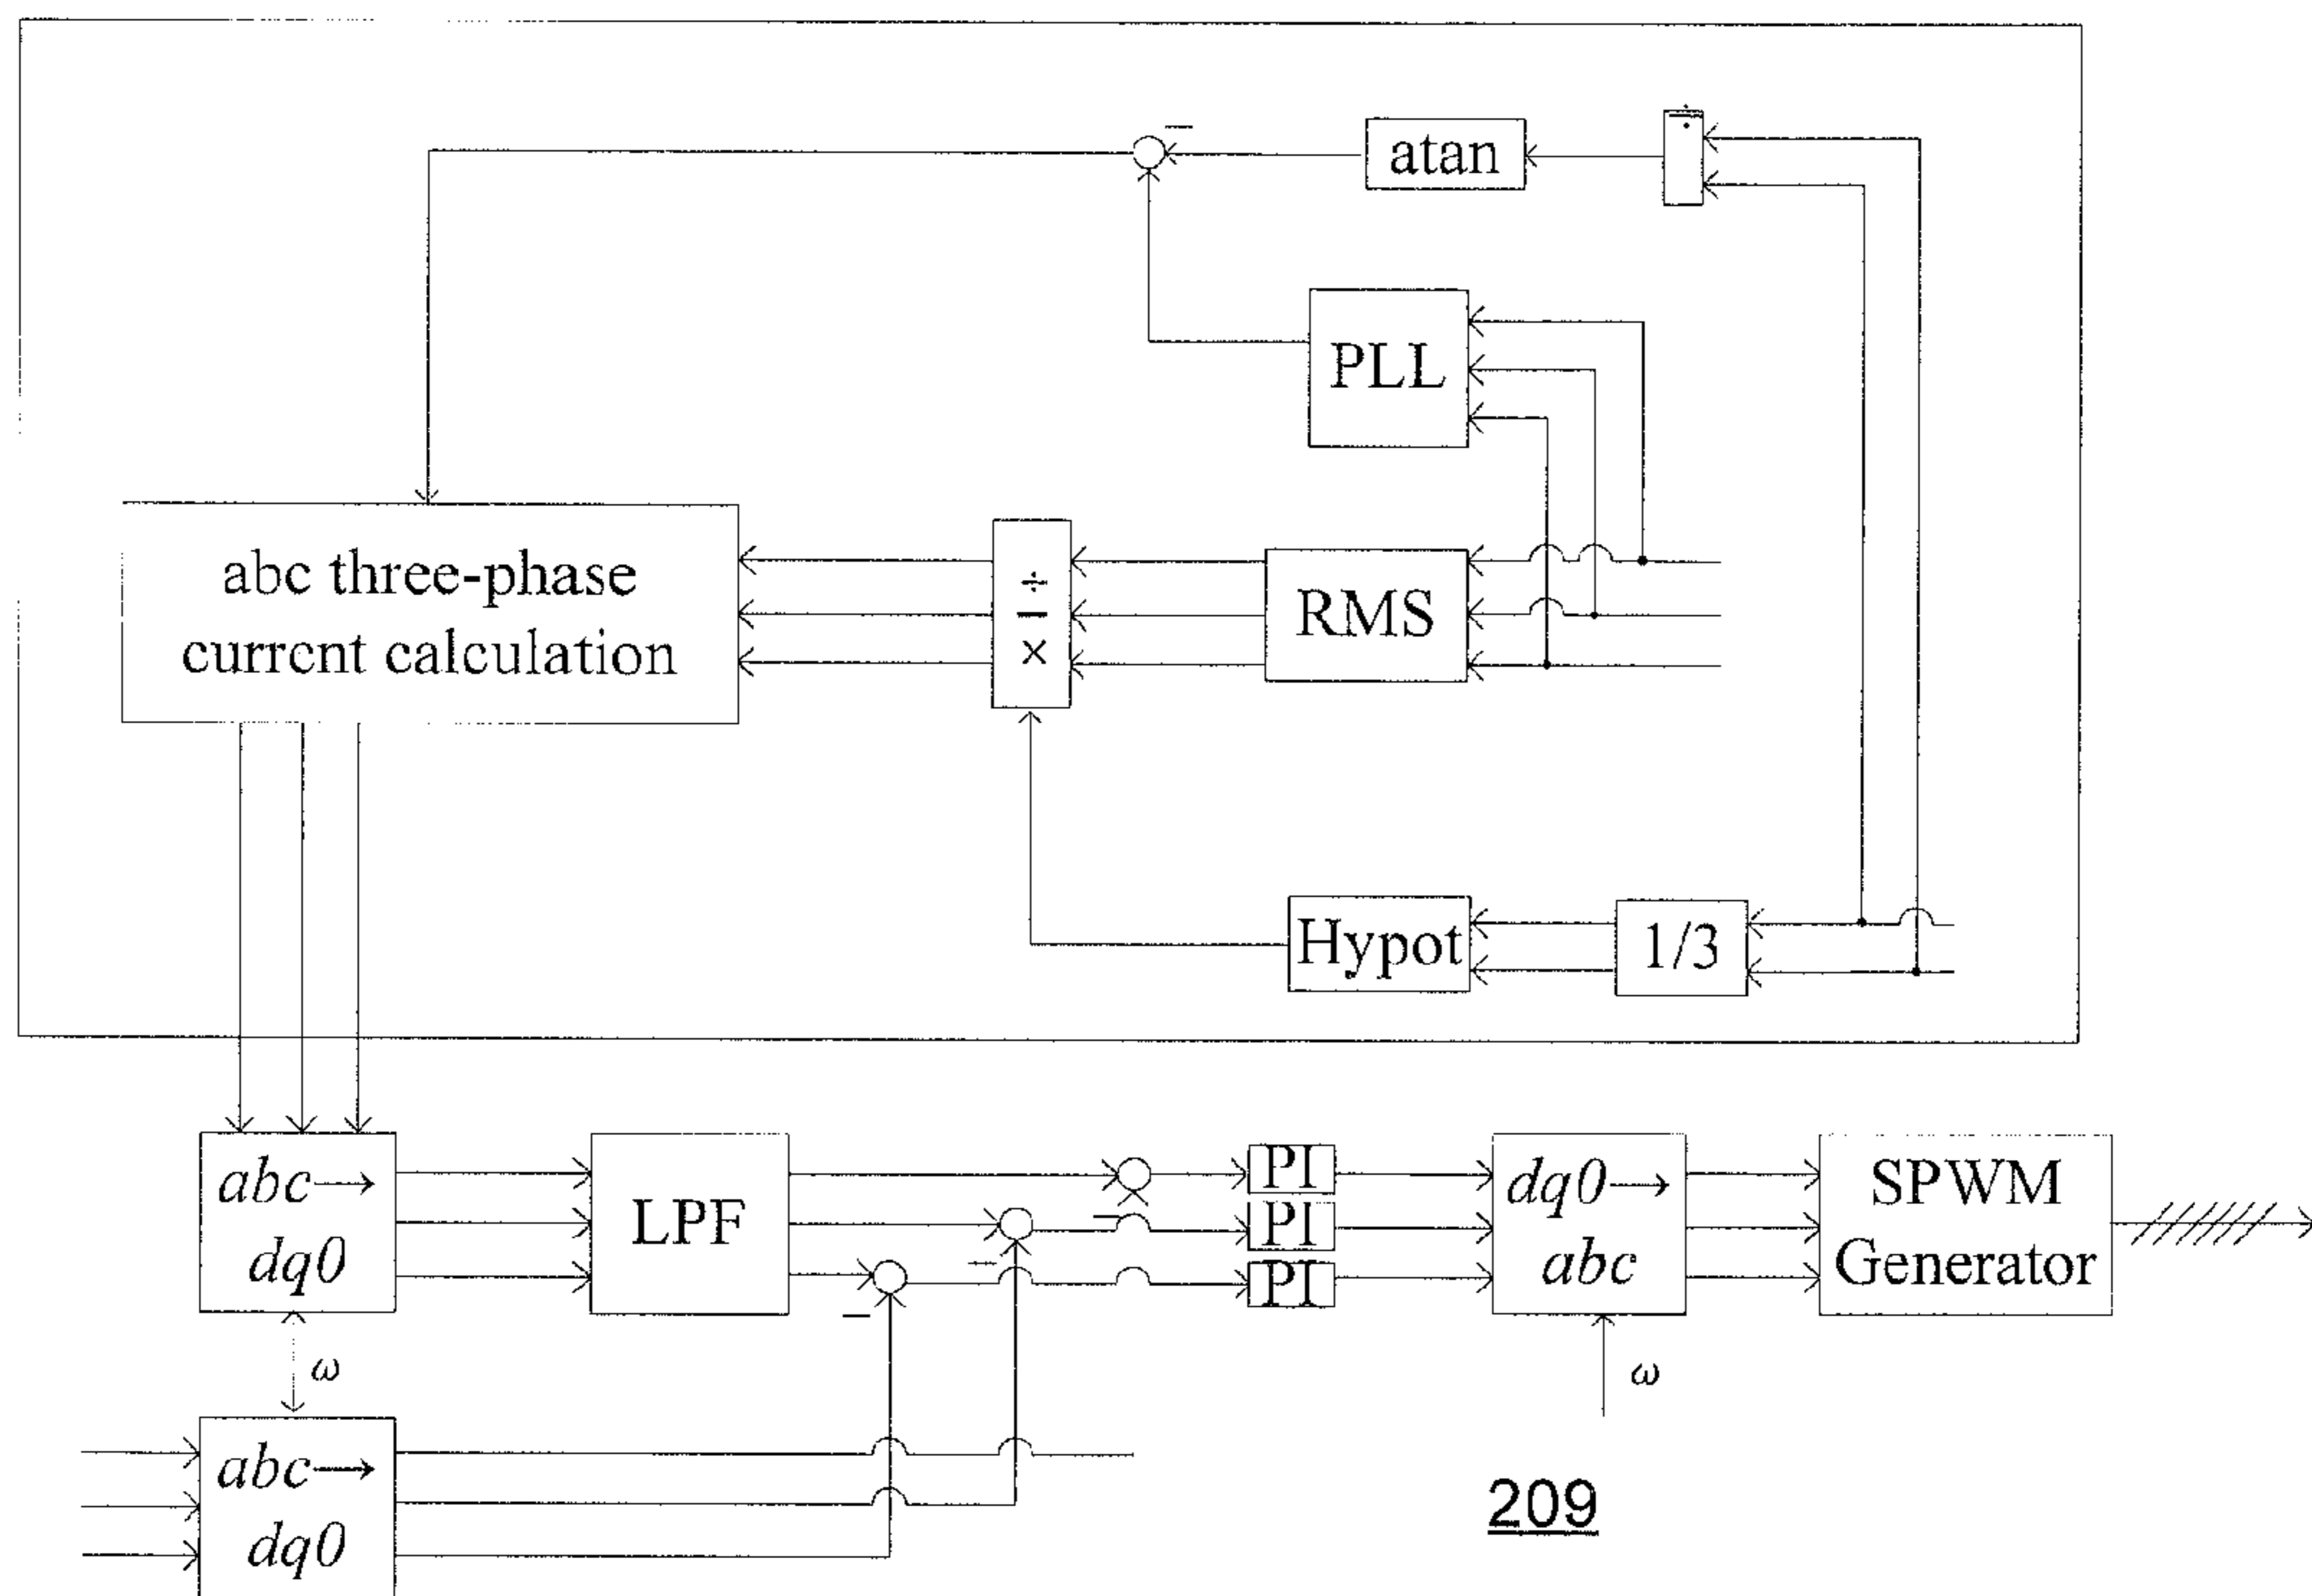 −
atan
÷
PLL
abc three-phase
current calculation
÷
−
×
RMS
Hypot
1/3
abc→
dq0
LPF
−
−
−
PI
PI
PI
dq0→
abc
SPWM
Generator
ω
ω
abc→
dq0
209